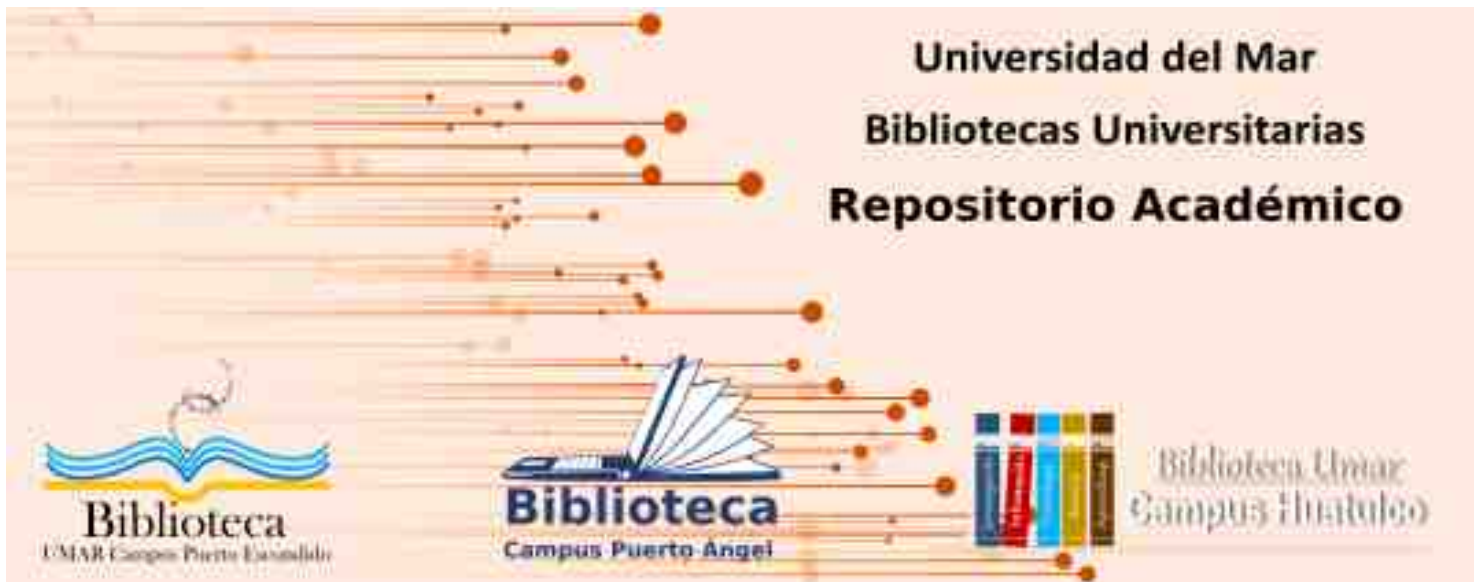 Universidad del Mar
Bibliotecas Universitarias
Repositorio Académico
Biblioteca
UMAR Campus Puerto Escondido
Biblioteca
Campus Puerto Angel
Biblioteca Umar
Campus Huatulco